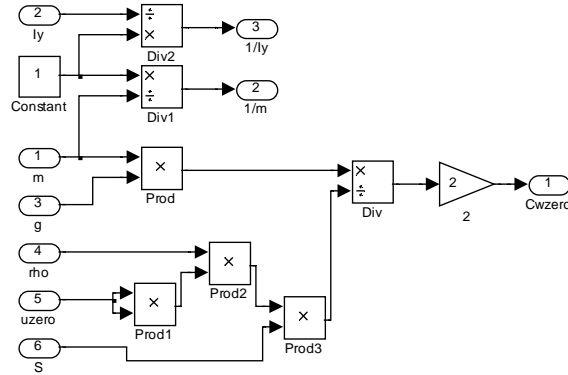 2
Iy
÷
×
Div2
3
1/Iy
1
Constant
×
÷
Div1
2
1/m
1
m
×
Prod
3
g
×
÷
Div
2
2
1
Cwzero
4
rho
×
Prod2
5
uzero
×
Prod1
×
Prod3
6
S